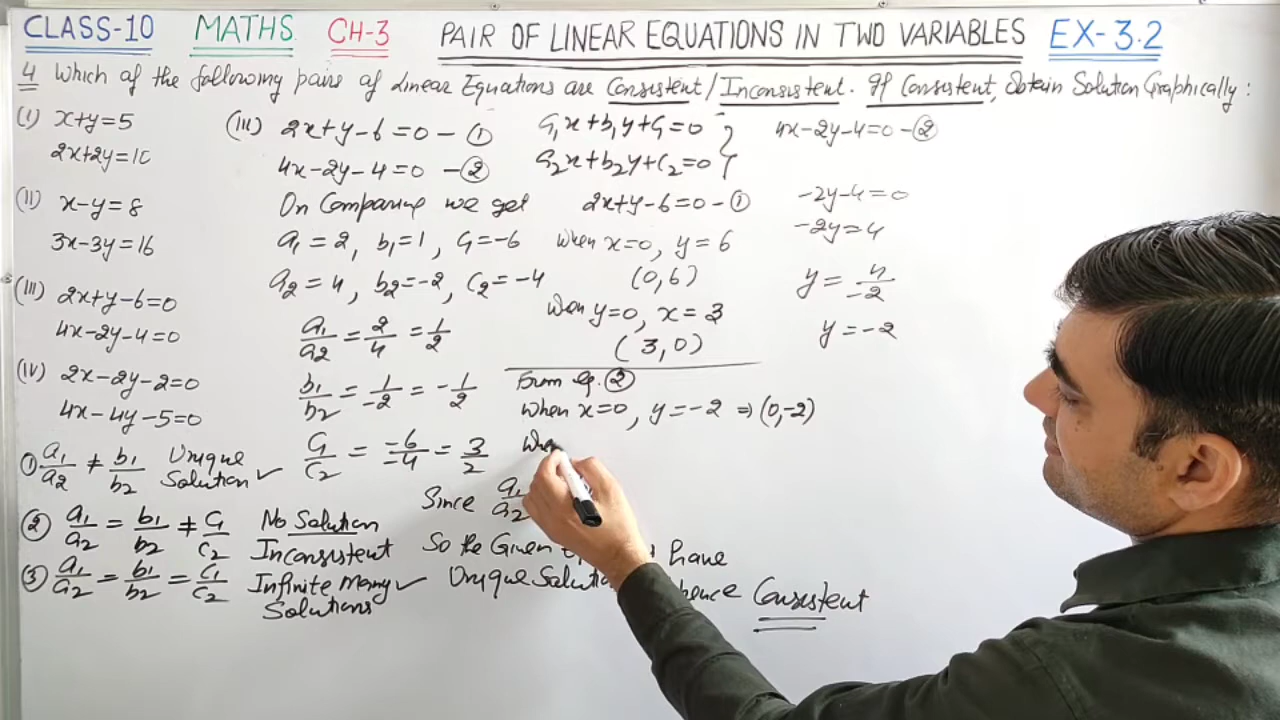 CLASS-10 MATHS CH-3 PAIR OF LINEAR EQUATIONS IN TWO VARIABLES EX-3.2
4 Which of the following pairs of Linear Equations are Consistent/Inconsistent. If Consistent, Obtain Solution Graphically:
(I) x+y=5
2x+2y=10
(II) x-y=8
3x-3y=16
(III) 2x+y-6=0
4x-2y-4=0
(IV) 2x-2y-2=0
4x-4y-5=0
① a₁/a₂ ≠ b₁/b₂ Unique
Solution ✓
② a₁/a₂ = b₁/b₂ ≠ c₁/c₂ No Solution
Inconsistent
③ a₁/a₂ = b₁/b₂ = c₁/c₂ Infinite Many ✓
Solutions
(III) 2x+y-6=0 - ①
4x-2y-4=0 - ②
On Comparing we get
a₁=2, b₁=1, c₁=-6
a₂=4, b₂=-2, c₂=-4
a₁/a₂ = 2/4 = 1/2
b₁/b₂ = 1/-2 = -1/2
c₁/c₂ = -6/-4 = 3/2
Since a₁/a₂
So the Given have
Unique Solution hence Consistent
a₁x+b₁y+c₁=0 }
a₂x+b₂y+c₂=0
2x+y-6=0 - ①
When x=0, y=6
(0,6)
When y=0, x=3
(3,0)
From eq. ②
When x=0, y=-2 ⇒ (0,-2)
Whe
4x-2y-4=0 - ②
-2y-4=0
-2y=4
y = 4/-2
y=-2